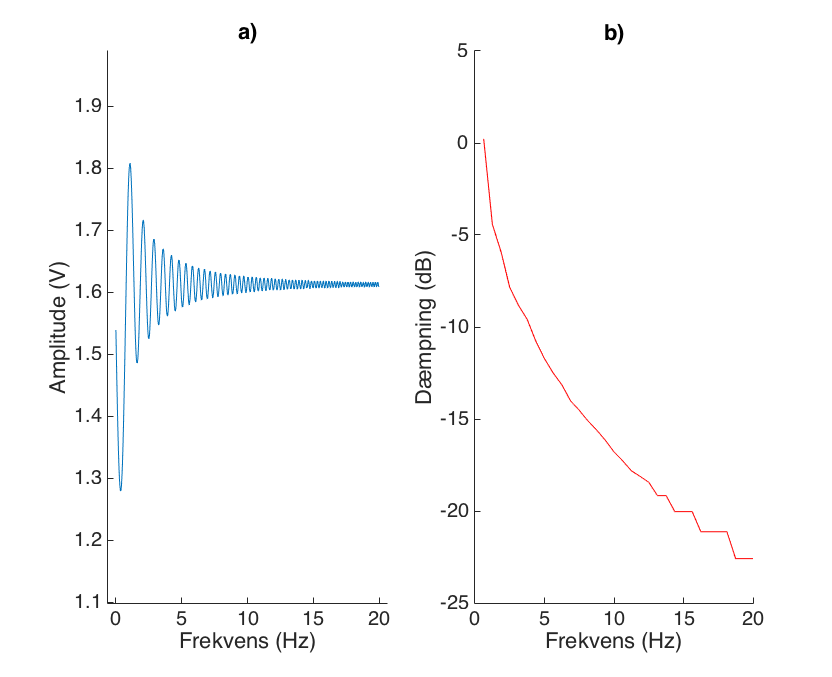 a)
Amplitude (V)
1.9
1.8
1.7
1.6
1.5
1.4
1.3
1.2
1.1
0 5 10 15 20
Frekvens (Hz)
b)
Dæmpning (dB)
5
0
-5
-10
-15
-20
-25
0 5 10 15 20
Frekvens (Hz)